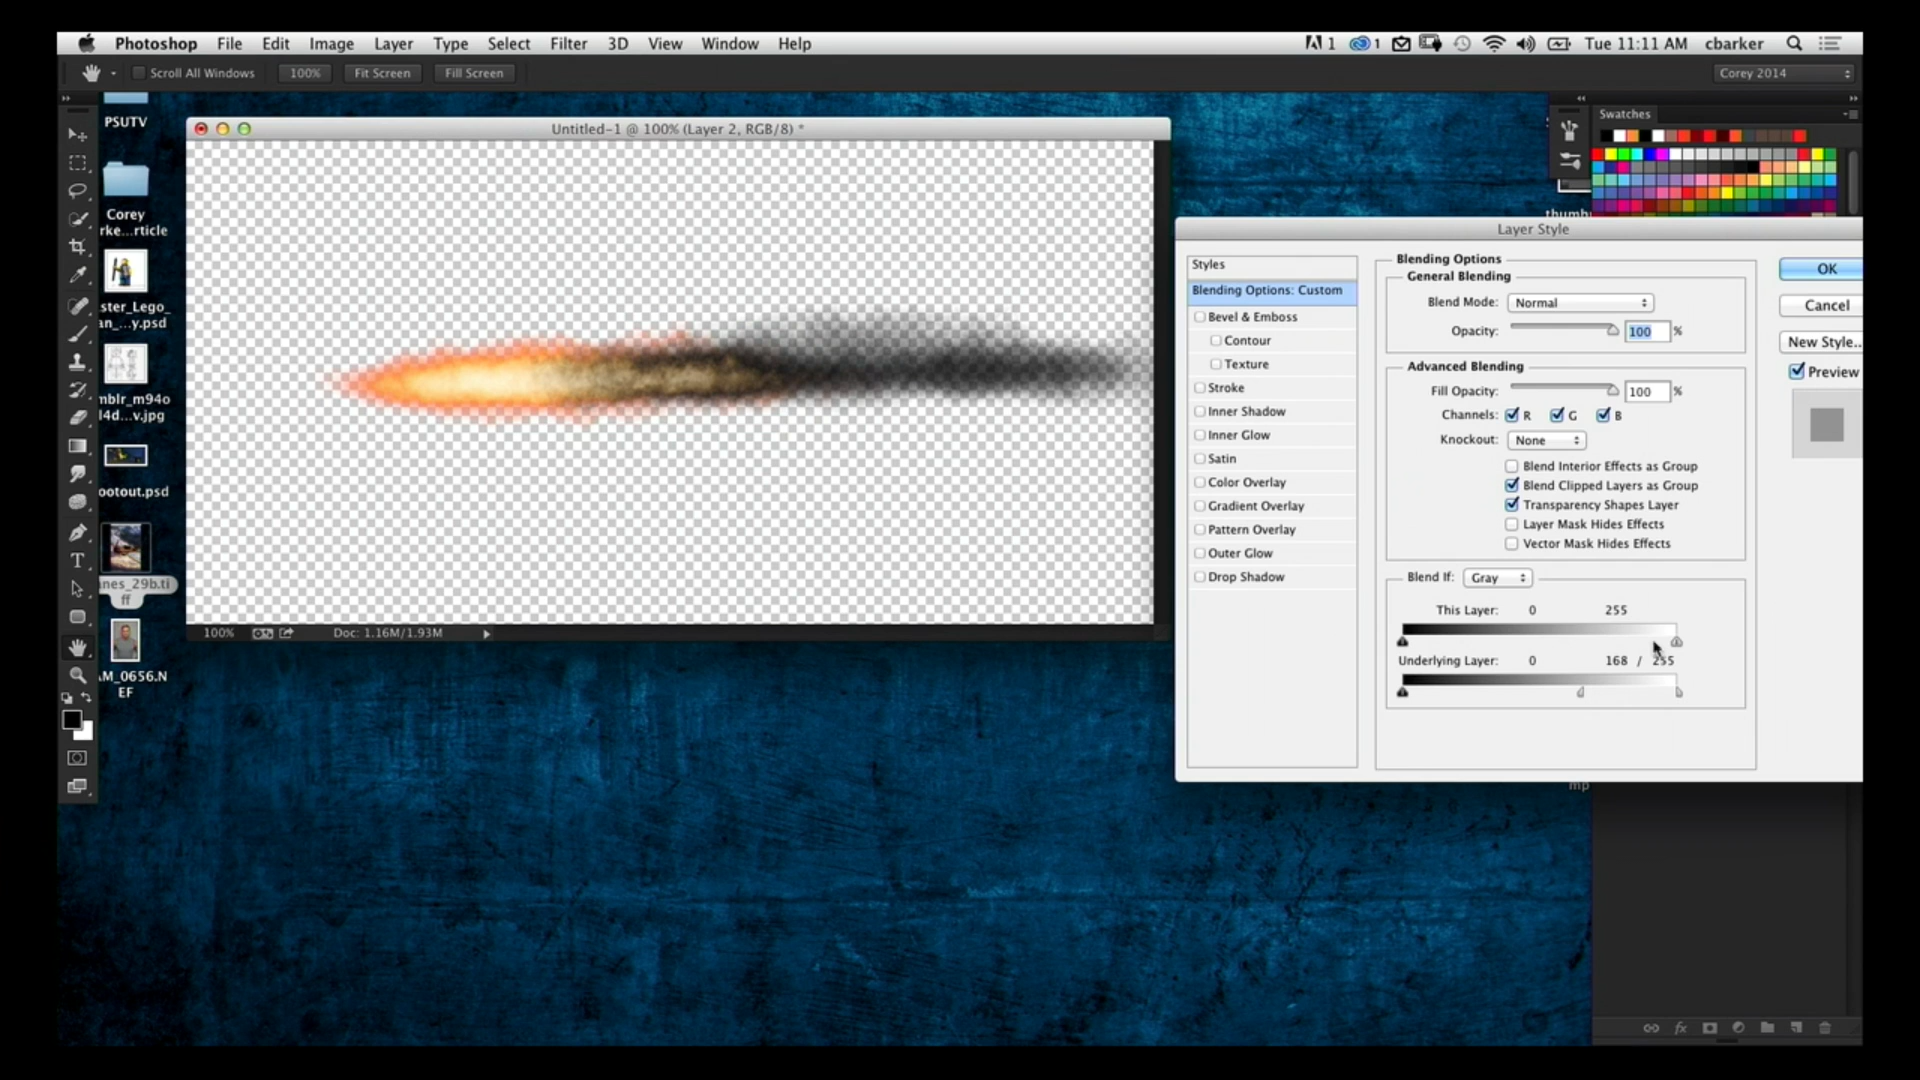 Photoshop File Edit Image Layer Type Select Filter 3D View Window Help 1 1 Tue 11:11 AM cbarker
Scroll All Windows 100% Fit Screen Fill Screen Corey 2014
PSUTV
Corey
rke...rticle
ster_Lego_
an_...y.psd
mblr_m94o
l4d...v.jpg
ootout.psd
nes_29b.ti
ff
AM_0656.N
EF
Untitled-1 @ 100% (Layer 2, RGB/8) *
100% Doc: 1.16M/1.93M
Swatches
thumb
Layer Style
Styles
Blending Options: Custom
Bevel & Emboss
Contour
Texture
Stroke
Inner Shadow
Inner Glow
Satin
Color Overlay
Gradient Overlay
Pattern Overlay
Outer Glow
Drop Shadow
Blending Options
General Blending
Blend Mode: Normal
Opacity: 100 %
Advanced Blending
Fill Opacity: 100 %
Channels: R G B
Knockout: None
Blend Interior Effects as Group
Blend Clipped Layers as Group
Transparency Shapes Layer
Layer Mask Hides Effects
Vector Mask Hides Effects
Blend If: Gray
This Layer: 0 255
Underlying Layer: 0 168 / 255
OK
Cancel
New Style..
Preview
mp
fx